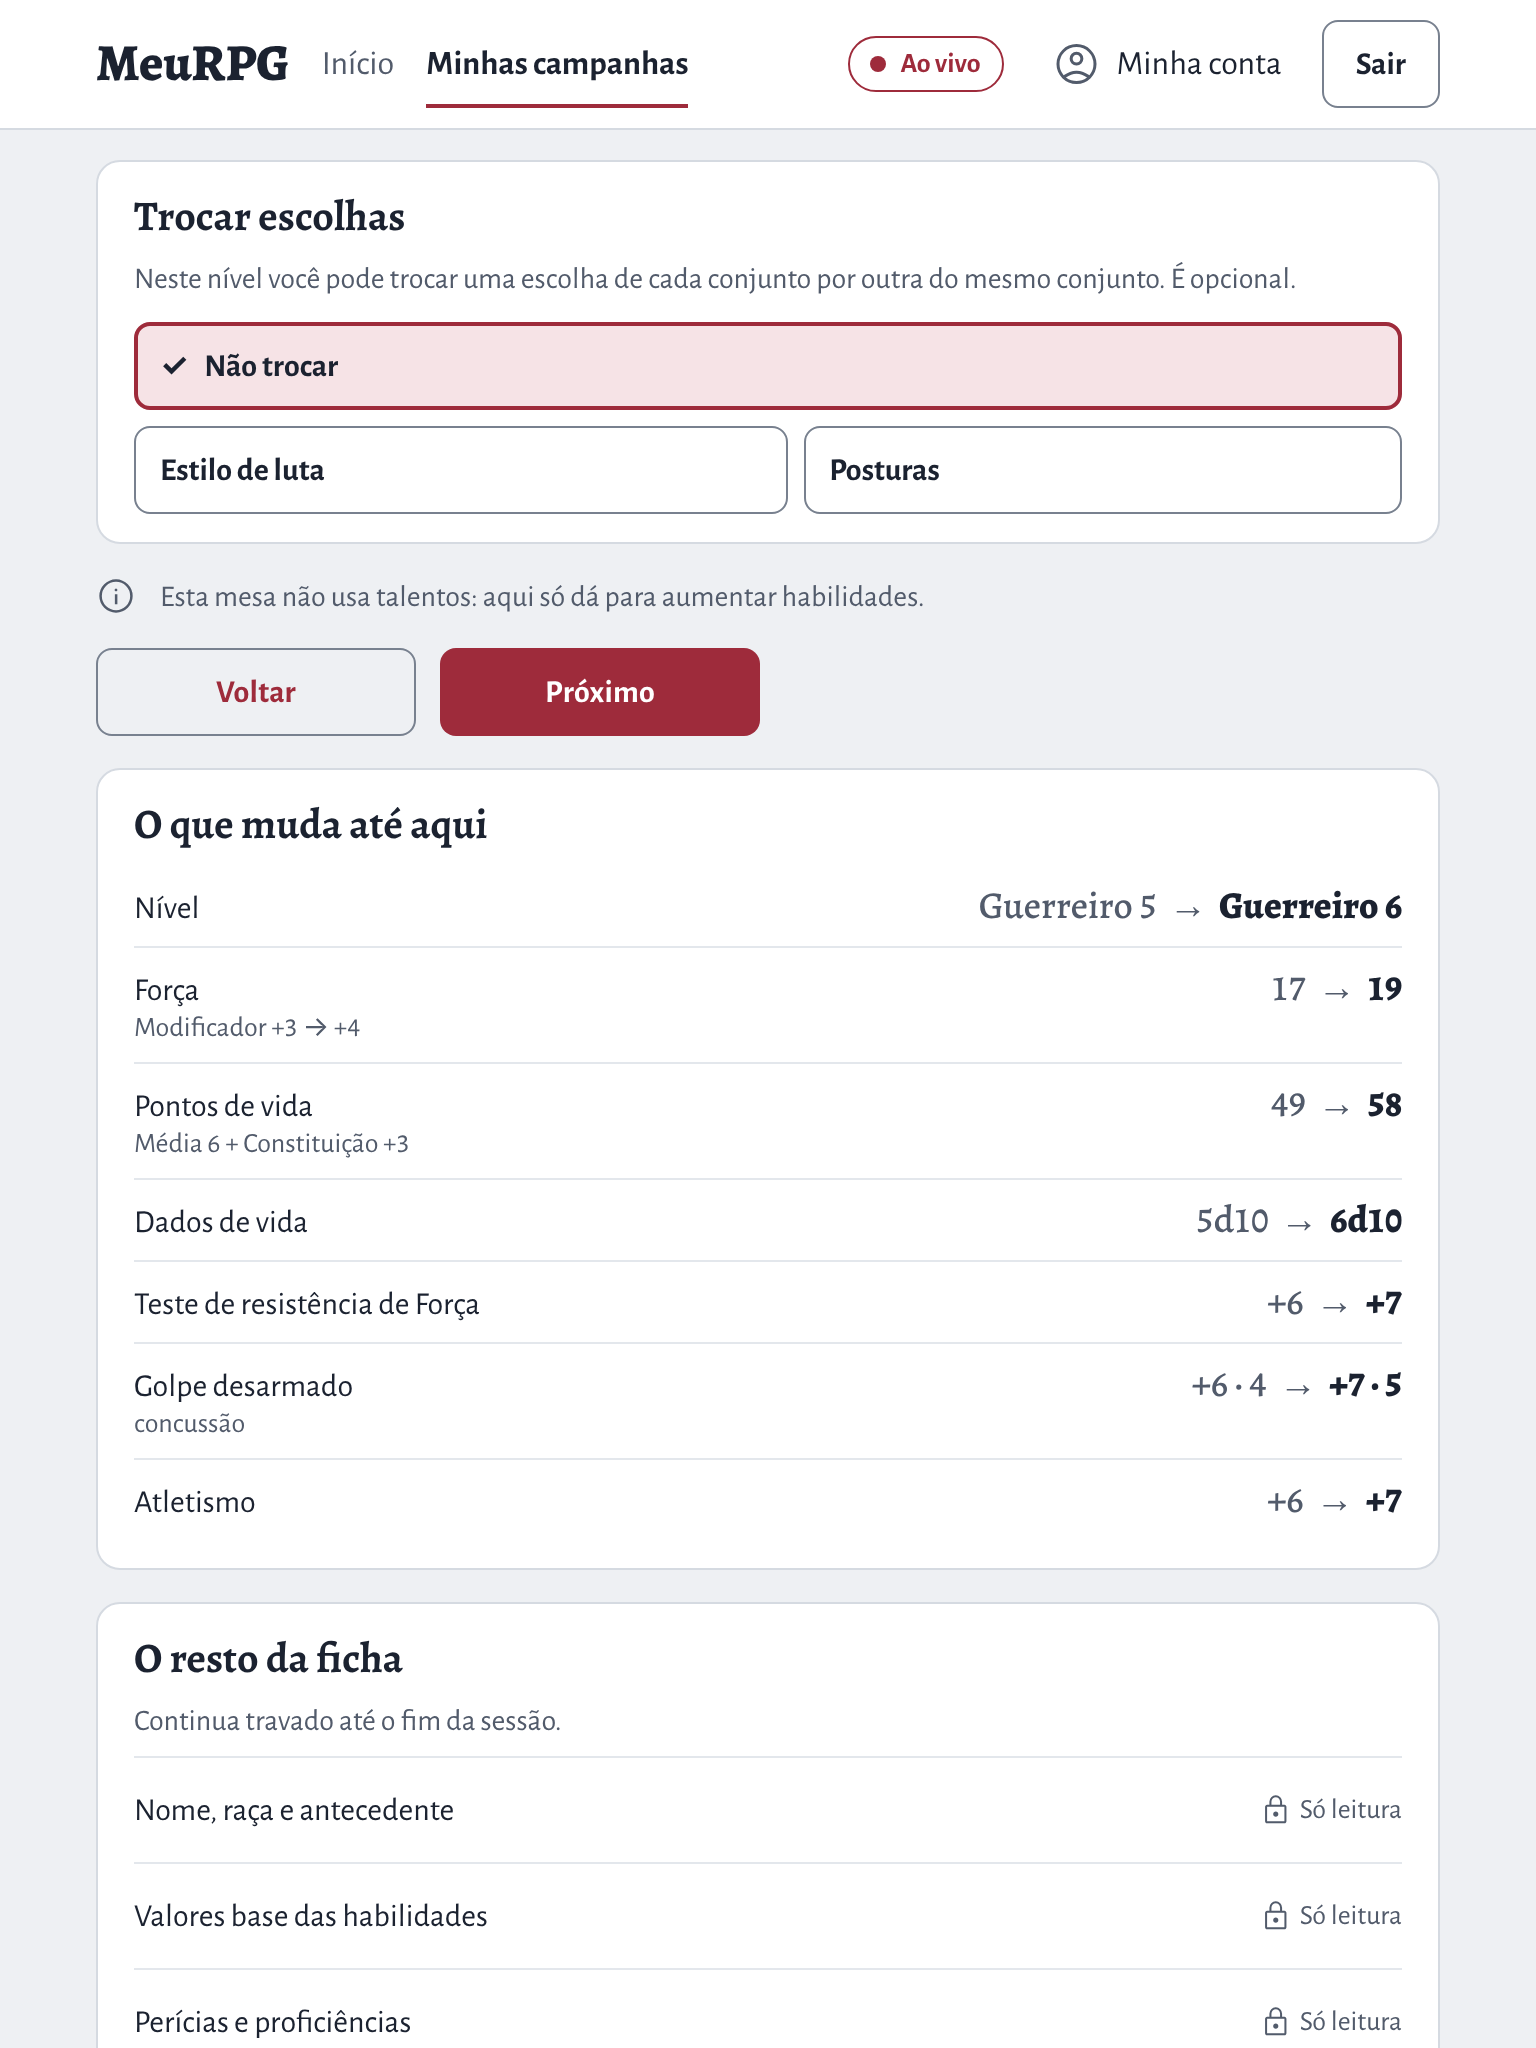 MeuRPG Início Minhas campanhas Ao vivo Minha conta Sair
Trocar escolhas
Neste nível você pode trocar uma escolha de cada conjunto por outra do mesmo conjunto. É opcional.
Não trocar
Estilo de luta Posturas
Esta mesa não usa talentos: aqui só dá para aumentar habilidades.
Voltar Próximo
O que muda até aqui
Nível Guerreiro 5 → Guerreiro 6
Força 17 → 19
Modificador +3 → +4
Pontos de vida 49 → 58
Média 6 + Constituição +3
Dados de vida 5d10 → 6d10
Teste de resistência de Força +6 → +7
Golpe desarmado +6 · 4 → +7 · 5
concussão
Atletismo +6 → +7
O resto da ficha
Continua travado até o fim da sessão.
Nome, raça e antecedente Só leitura
Valores base das habilidades Só leitura
Perícias e proficiências Só leitura